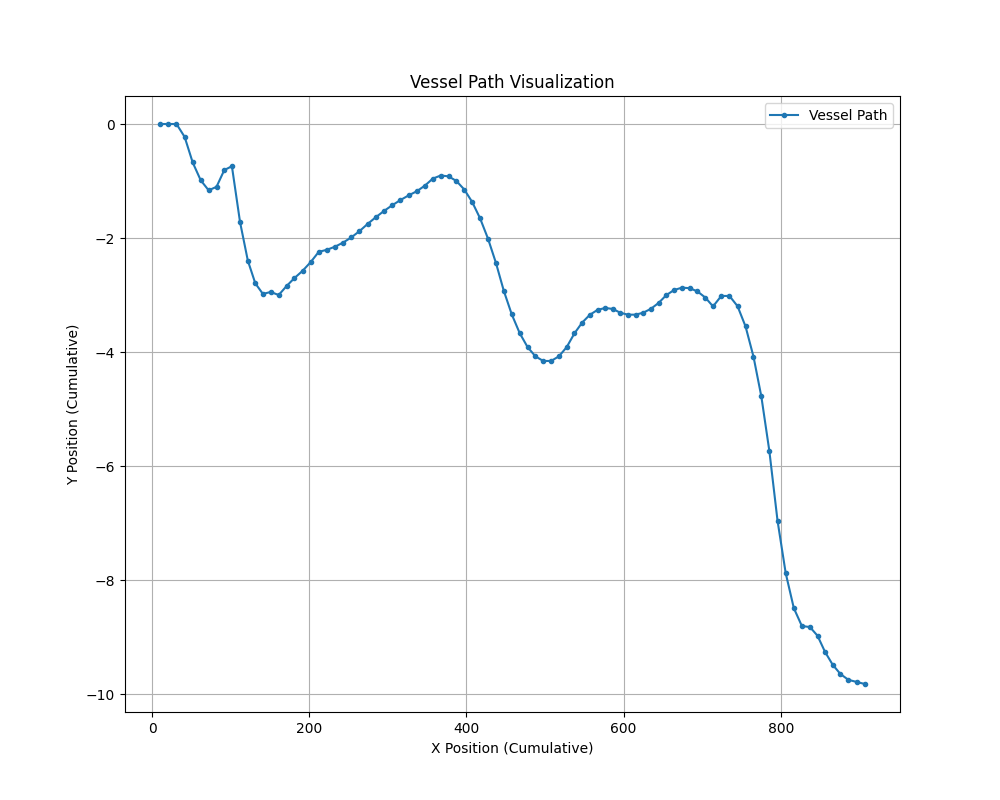 Vessel Path Visualization
Vessel Path
0
−2
−4
−6
−8
−10
Y Position (Cumulative)
0 200 400 600 800
X Position (Cumulative)